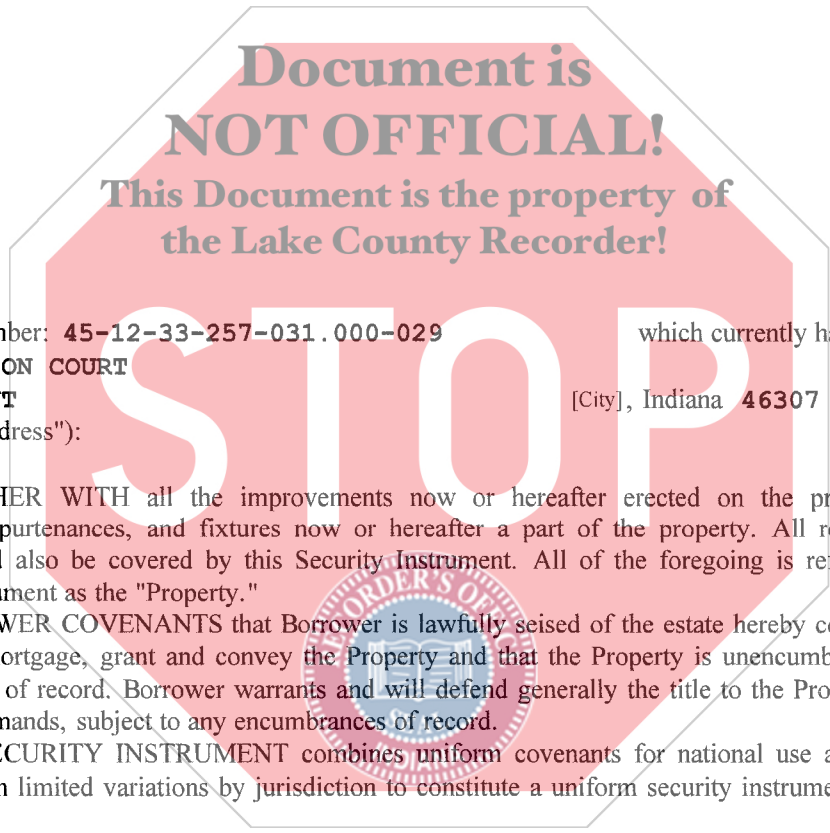 Document is
NOT OFFICIAL!
This Document is the property of
the Lake County Recorder!
STOP
nber: 45-12-33-257-031.000-029 which currently ha
ON COURT
T [City], Indiana 46307
dress"):
HER WITH all the improvements now or hereafter erected on the pr
purtenances, and fixtures now or hereafter a part of the property. All r
l also be covered by this Security Instrument. All of the foregoing is ref
ument as the "Property."
WER COVENANTS that Borrower is lawfully seised of the estate hereby c
ortgage, grant and convey the Property and that the Property is unencumb
of record. Borrower warrants and will defend generally the title to the Pro
mands, subject to any encumbrances of record.
ECURITY INSTRUMENT combines uniform covenants for national use a
n limited variations by jurisdiction to constitute a uniform security instrume
RECORDER'S OFFICE